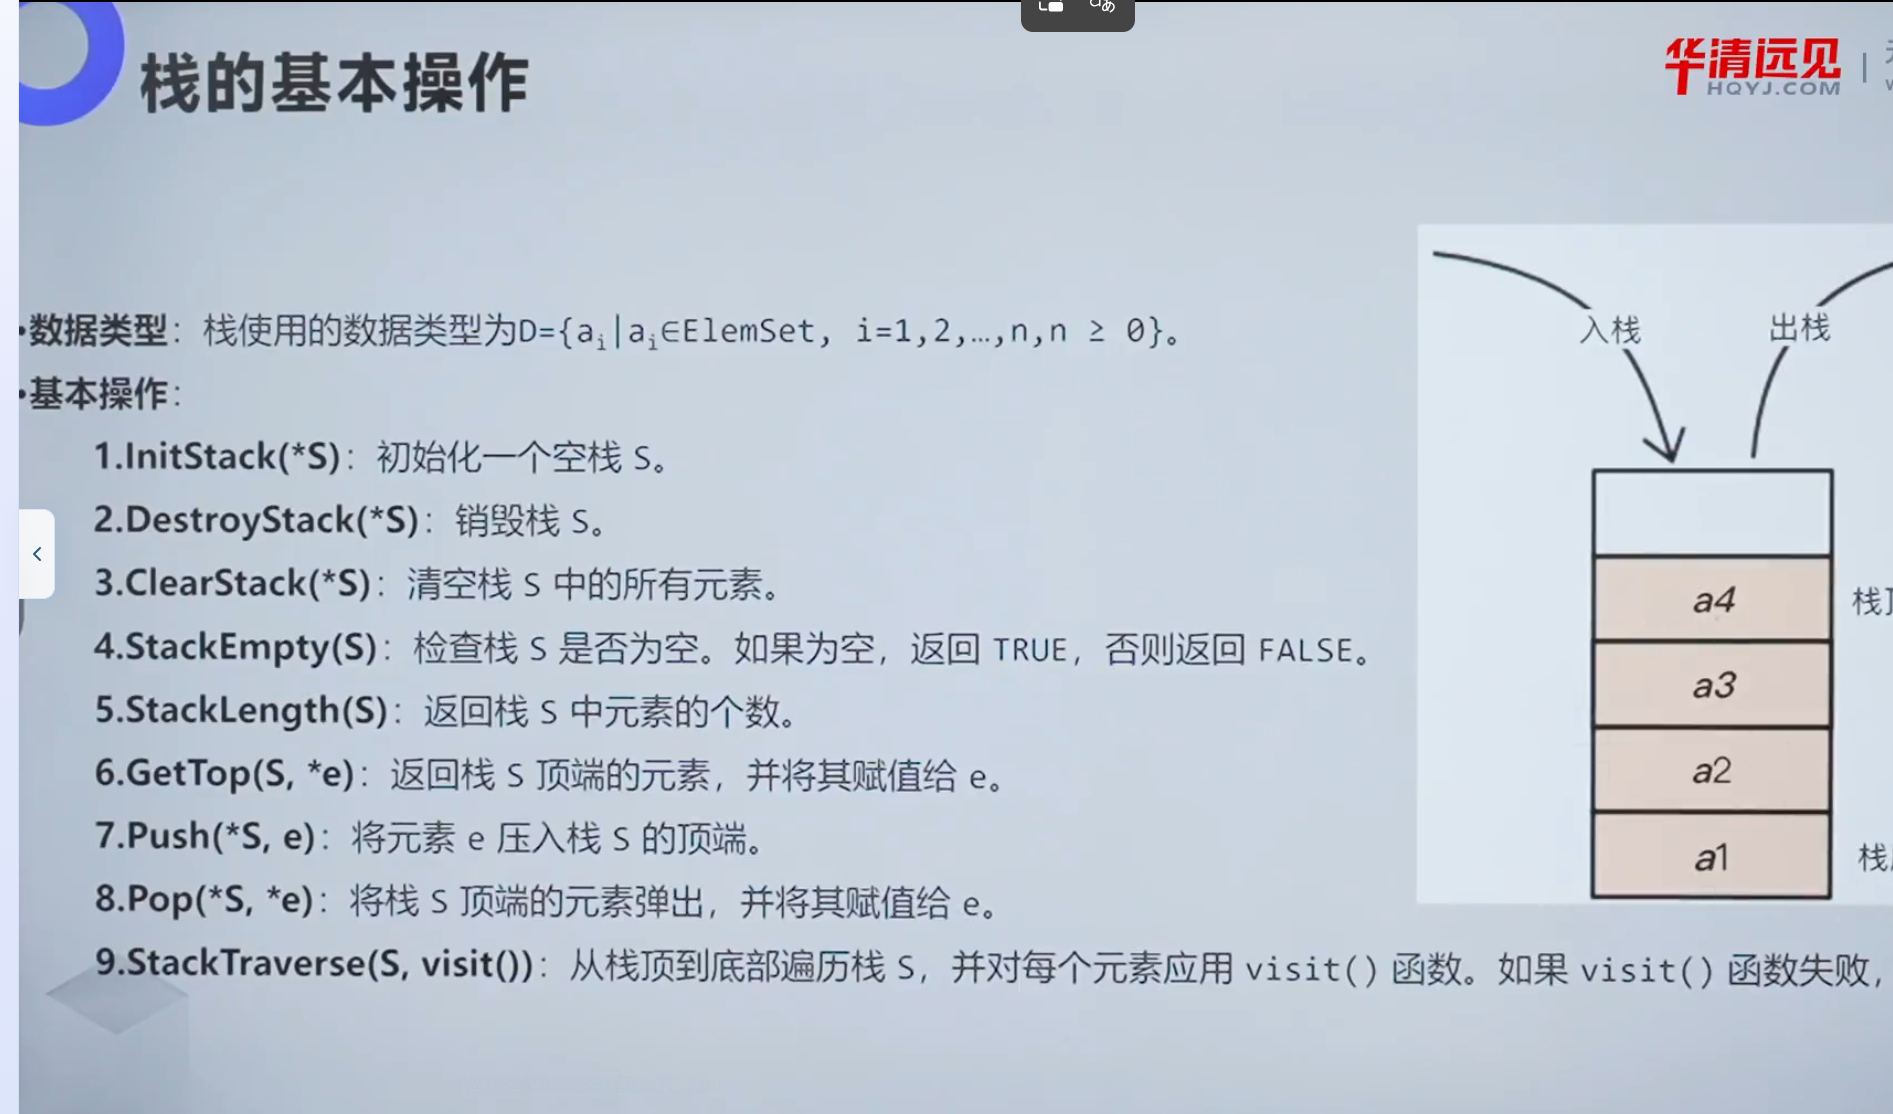 栈的基本操作
华清远见
HQYJ.COM
•数据类型：栈使用的数据类型为D={aᵢ|aᵢ∈ElemSet, i=1,2,…,n,n ≥ 0}。
•基本操作：
1.InitStack(*S)：初始化一个空栈 S。
2.DestroyStack(*S)：销毁栈 S。
3.ClearStack(*S)：清空栈 S 中的所有元素。
4.StackEmpty(S)：检查栈 S 是否为空。如果为空，返回 TRUE，否则返回 FALSE。
5.StackLength(S)：返回栈 S 中元素的个数。
6.GetTop(S, *e)：返回栈 S 顶端的元素，并将其赋值给 e。
7.Push(*S, e)：将元素 e 压入栈 S 的顶端。
8.Pop(*S, *e)：将栈 S 顶端的元素弹出，并将其赋值给 e。
9.StackTraverse(S, visit())：从栈顶到底部遍历栈 S，并对每个元素应用 visit() 函数。如果 visit() 函数失败，
入栈
出栈
a4
栈
a3
a2
a1
栈